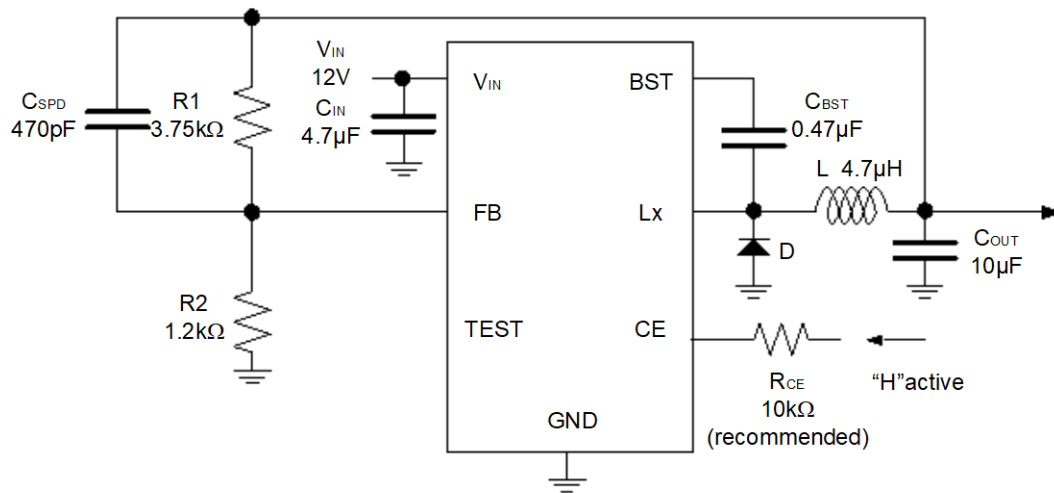 CSPD
470pF
R1
3.75kΩ
VIN
12V
CIN
4.7µF
VIN
BST
CBST
0.47µF
L 4.7µH
FB
Lx
D
COUT
10µF
R2
1.2kΩ
TEST
CE
RCE
10kΩ
(recommended)
“H”active
GND